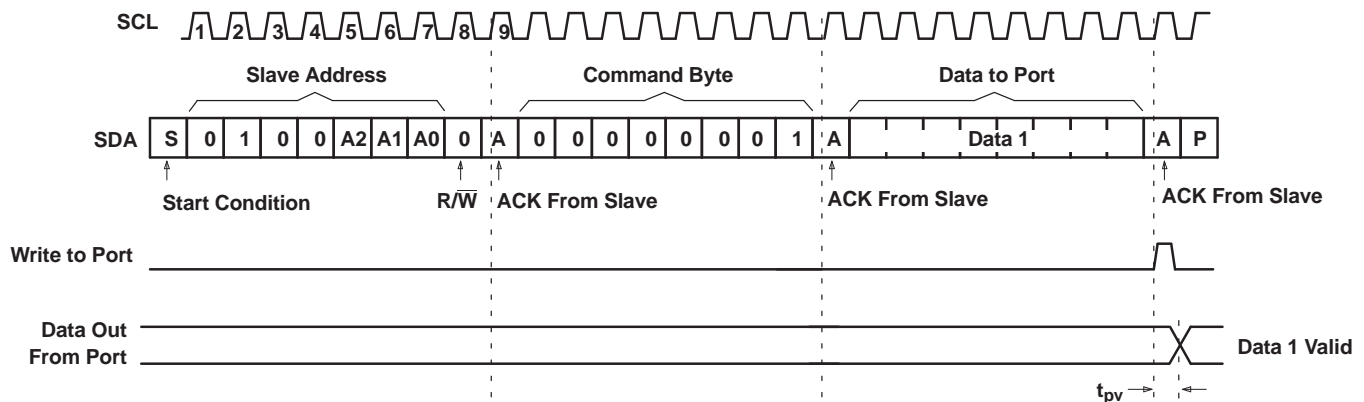 SCL 1 2 3 4 5 6 7 8 9
Slave Address Command Byte Data to Port
SDA S 0 1 0 0 A2 A1 A0 0 A 0 0 0 0 0 0 0 1 A Data 1 A P
Start Condition R/W ACK From Slave ACK From Slave ACK From Slave
Write to Port
Data Out
From Port
Data 1 Valid
tpv